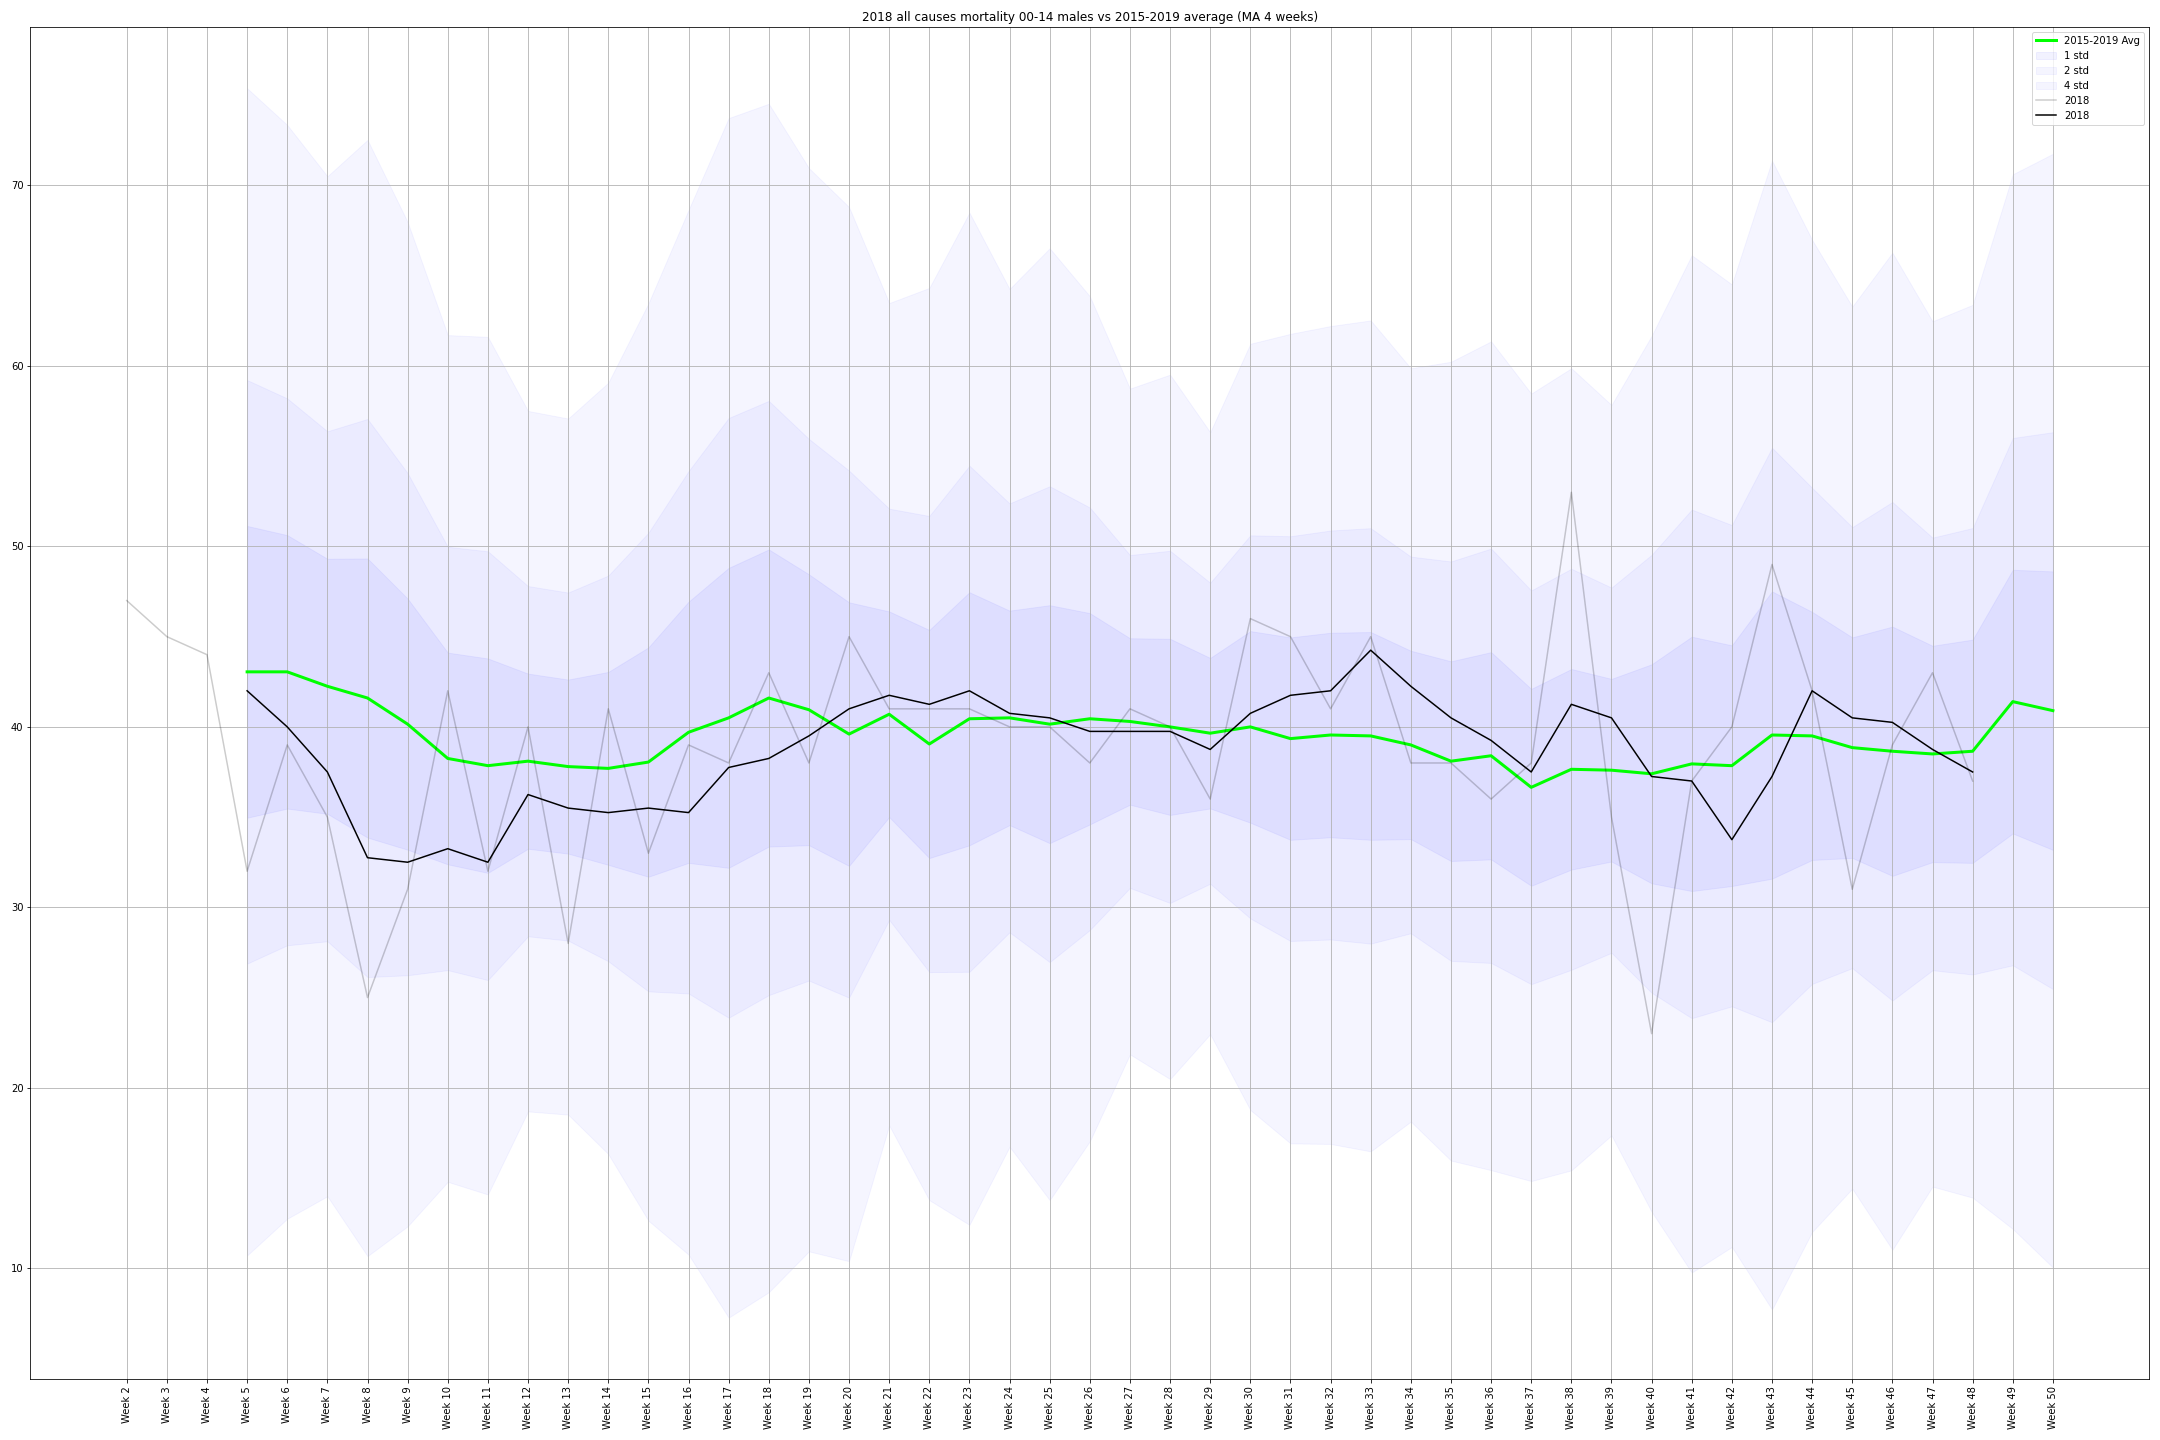 2018 all causes mortality 00-14 males vs 2015-2019 average (MA 4 weeks)
2015-2019 Avg
1 std
2 std
4 std
2018
2018
70
60
50
40
30
20
10
Week 2
Week 3
Week 4
Week 5
Week 6
Week 7
Week 8
Week 9
Week 10
Week 11
Week 12
Week 13
Week 14
Week 15
Week 16
Week 17
Week 18
Week 19
Week 20
Week 21
Week 22
Week 23
Week 24
Week 25
Week 26
Week 27
Week 28
Week 29
Week 30
Week 31
Week 32
Week 33
Week 34
Week 35
Week 36
Week 37
Week 38
Week 39
Week 40
Week 41
Week 42
Week 43
Week 44
Week 45
Week 46
Week 47
Week 48
Week 49
Week 50